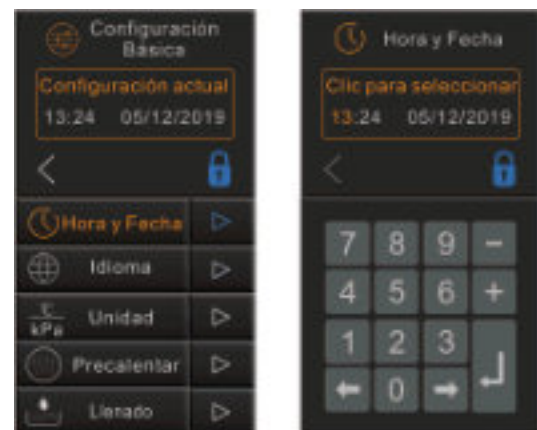 Configuración
Básica
Configuración actual
13:24 05/12/2019
Hora y Fecha
Idioma
°C
kPa
Unidad
Precalentar
Llenado
Hora y Fecha
Clic para seleccionar
13:24 05/12/2019
7 8 9 -
4 5 6 +
1 2 3
0